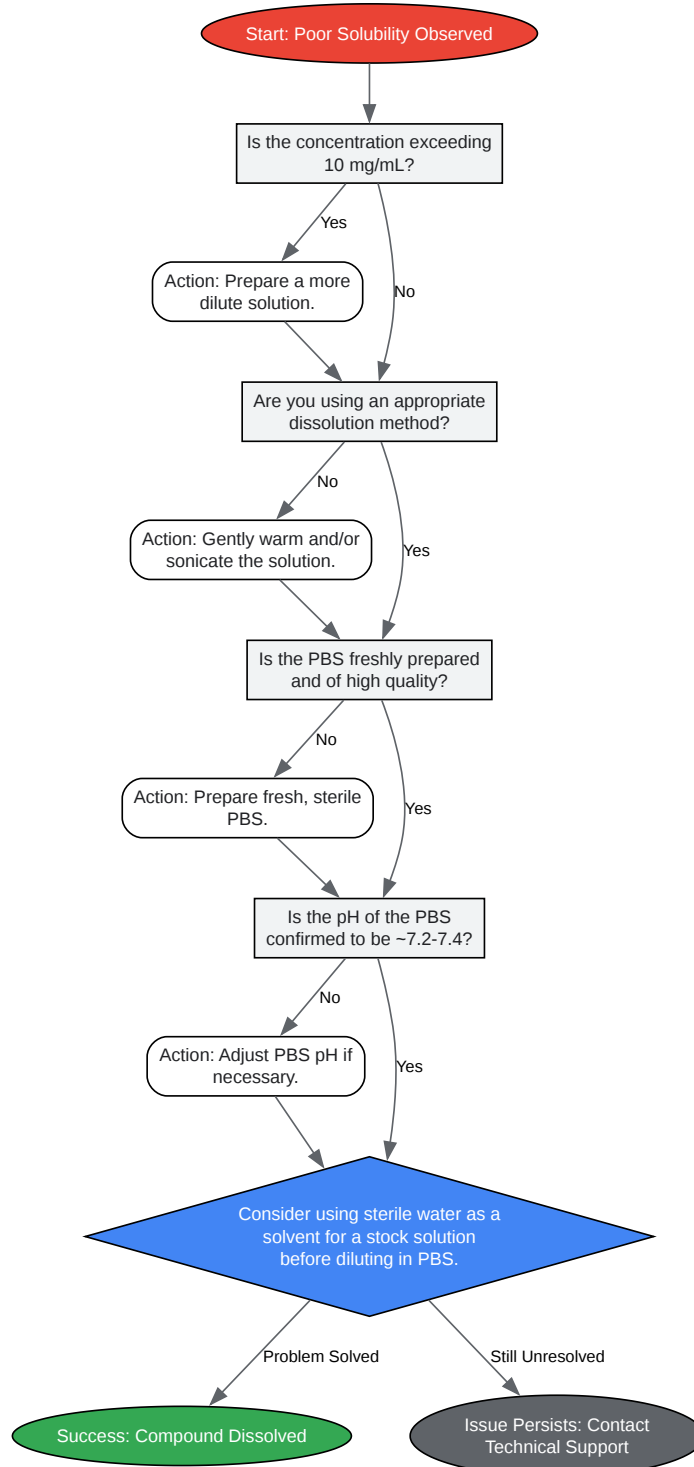 Start: Poor Solubility Observed
Is the concentration exceeding
10 mg/mL?
Yes
Action: Prepare a more
dilute solution.
No
Are you using an appropriate
dissolution method?
No
Action: Gently warm and/or
sonicate the solution.
Yes
Is the PBS freshly prepared
and of high quality?
No
Action: Prepare fresh, sterile
PBS.
Yes
Is the pH of the PBS
confirmed to be ~7.2-7.4?
No
Action: Adjust PBS pH if
necessary.
Yes
Consider using sterile water as a
solvent for a stock solution
before diluting in PBS.
Problem Solved
Still Unresolved
Success: Compound Dissolved
Issue Persists: Contact
Technical Support